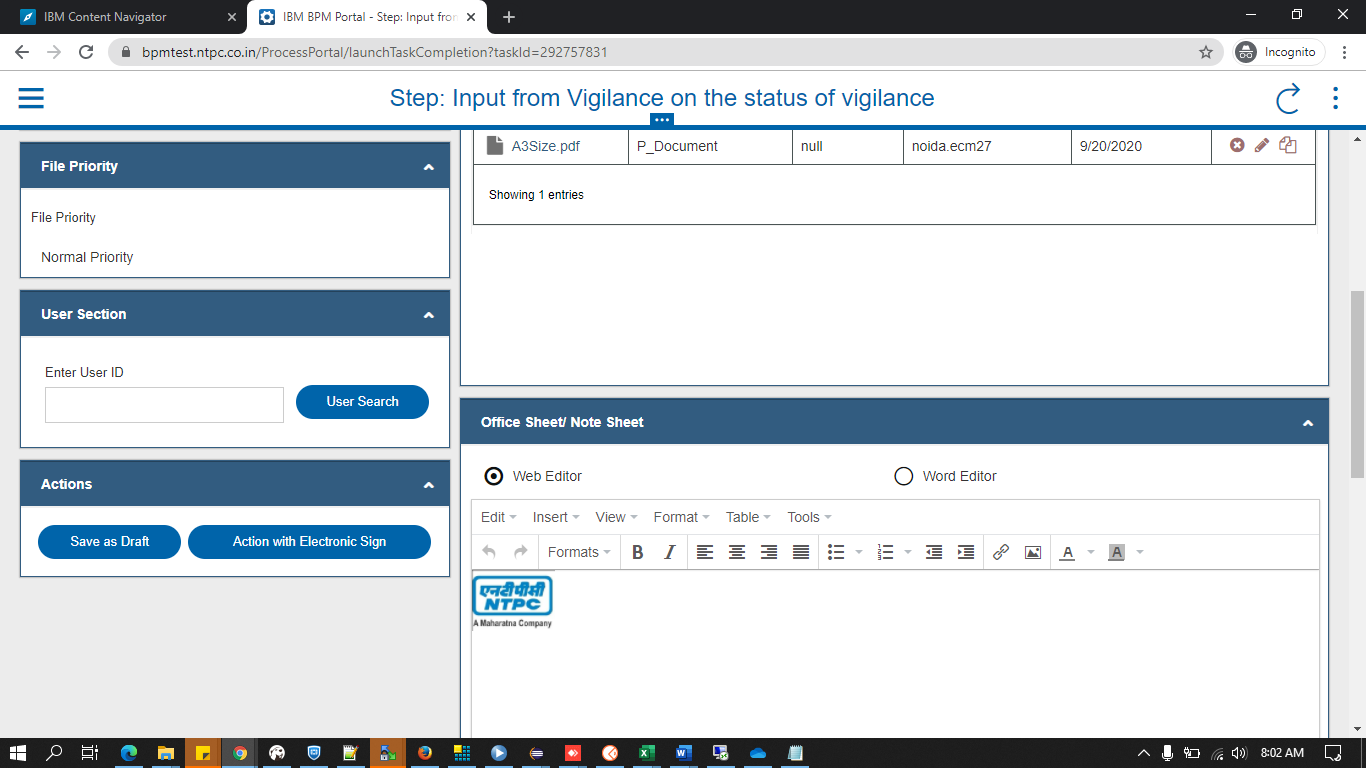 IBM Content Navigator
IBM BPM Portal - Step: Input from
bpmtest.ntpc.co.in/ProcessPortal/launchTaskCompletion?taskId=292757831
Incognito
Step: Input from Vigilance on the status of vigilance
File Priority
File Priority
Normal Priority
User Section
Enter User ID
User Search
Actions
Save as Draft
Action with Electronic Sign
A3Size.pdf P_Document null noida.ecm27 9/20/2020
Showing 1 entries
Office Sheet/ Note Sheet
Web Editor Word Editor
Edit Insert View Format Table Tools
Formats B I A A
एनटीपीसी
NTPC
A Maharatna Company
8:02 AM